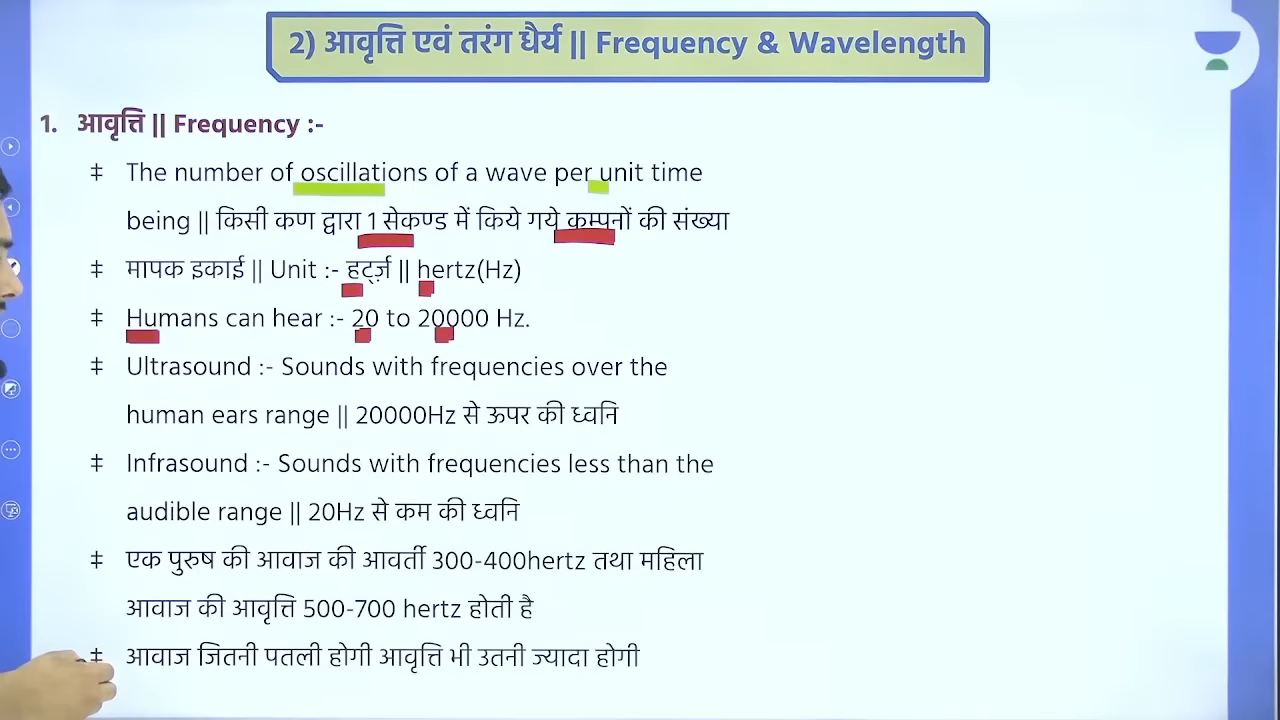 2) आवृत्ति एवं तरंग धैर्य || Frequency & Wavelength
1. आवृत्ति || Frequency :-
‡ The number of oscillations of a wave per unit time
being || किसी कण द्वारा 1 सेकण्ड में किये गये कम्पनों की संख्या
‡ मापक इकाई || Unit :- हर्ट्ज़ || hertz(Hz)
‡ Humans can hear :- 20 to 20000 Hz.
‡ Ultrasound :- Sounds with frequencies over the
human ears range || 20000Hz से ऊपर की ध्वनि
‡ Infrasound :- Sounds with frequencies less than the
audible range || 20Hz से कम की ध्वनि
‡ एक पुरुष की आवाज की आवर्ती 300-400hertz तथा महिला
आवाज की आवृत्ति 500-700 hertz होती है
‡ आवाज जितनी पतली होगी आवृत्ति भी उतनी ज्यादा होगी